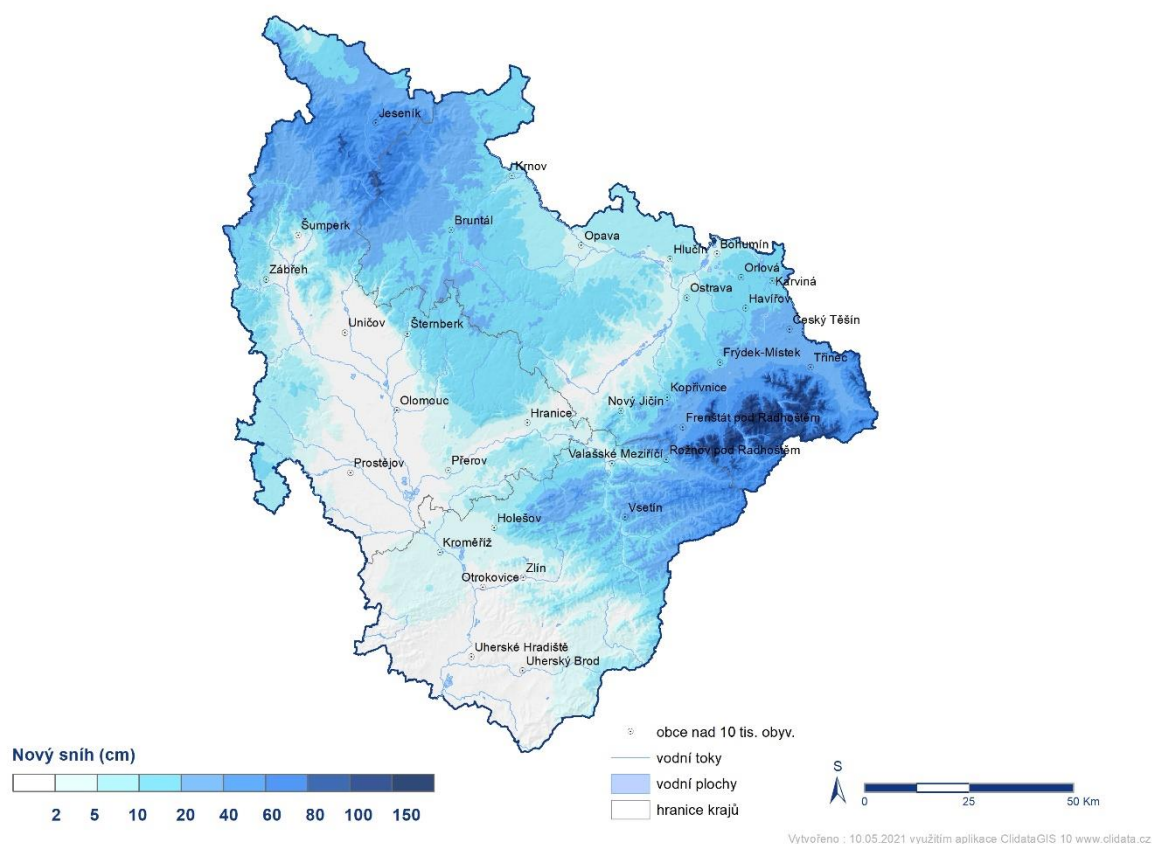 Jeseník
Krnov
Šumperk
Bruntál
Opava
Hlučín
Bohumín
Zábřeh
Orlová
Karviná
Ostrava
Havířov
Uničov
Šternberk
Český Těšín
Frýdek-Místek
Třinec
Kopřivnice
Olomouc
Nový Jičín
Hranice
Frenštát pod Radhoštěm
Valašské Meziříčí
Rožnov pod Radhoštěm
Prostějov
Přerov
Vsetín
Holešov
Kroměříž
Zlín
Otrokovice
Uherské Hradiště
Uherský Brod
Nový sníh (cm)
2 5 10 20 40 60 80 100 150
obce nad 10 tis. obyv.
vodní toky
vodní plochy
hranice krajů
S
0 25 50 Km
Vytvořeno : 10.05.2021 využitím aplikace ClidataGIS 10 www.clidata.cz